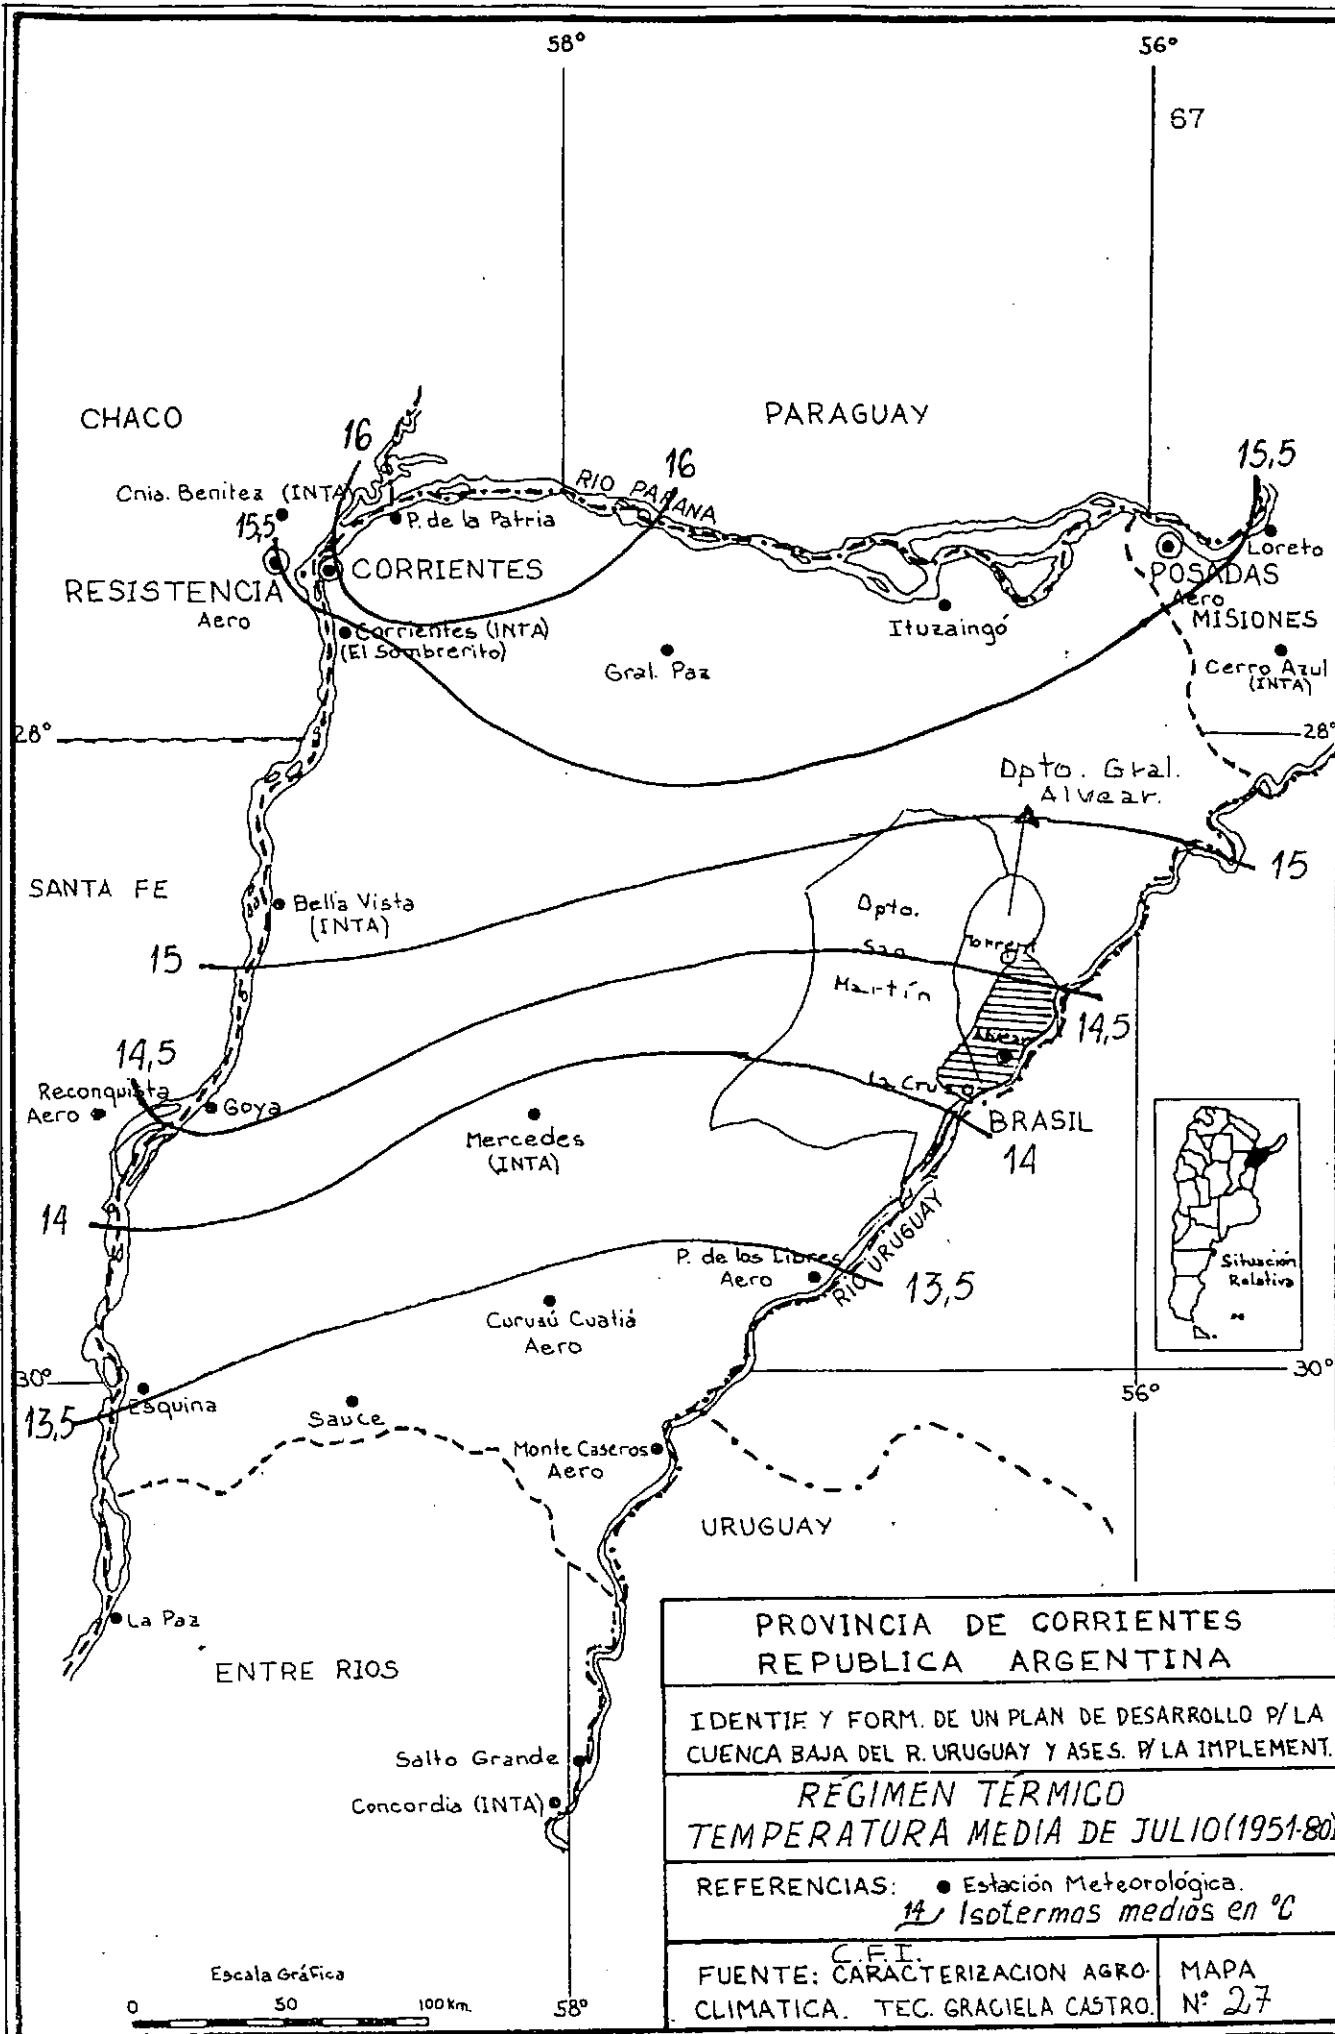 58°
56°
67
CHACO
PARAGUAY
16
16
15,5
Cnia. Benitez (INTA)
RIO PARANA
15,5
P. de la Patria
Loreto
CORRIENTES
POSADAS
Aero
RESISTENCIA
Aero
MISIONES
Corrientes (INTA)
(El Sombrerito)
Ituzaingó
Gral. Paz
Cerro Azul
(INTA)
28°
28°
Dpto. Gral.
Alvear.
SANTA FE
15
Bella Vista
(INTA)
Dpto.
San
Martín
Torrent
15
14,5
14,5
Alvear
Reconquista
Aero
Goya
La Cruz
Mercedes
(INTA)
BRASIL
14
14
RIO URUGUAY
P. de los Libres
Aero
13,5
Situación
Relativa
Curuzú Cuatiá
Aero
30°
30°
56°
Esquina
13,5
Sauce
Monte Caseros
Aero
URUGUAY
La Paz
ENTRE RIOS
Salto Grande
Concordia (INTA)
PROVINCIA DE CORRIENTES
REPUBLICA ARGENTINA
IDENTIF. Y FORM. DE UN PLAN DE DESARROLLO P/ LA
CUENCA BAJA DEL R. URUGUAY Y ASES. P/ LA IMPLEMENT.
RÉGIMEN TÉRMICO
TEMPERATURA MEDIA DE JULIO (1951-80)
REFERENCIAS: ● Estación Meteorológica.
14 Isotermas medias en °C
C.F.I.
FUENTE: CARACTERIZACION AGRO-
CLIMATICA. TEC. GRACIELA CASTRO.
MAPA
N° 27
Escala Gráfica
0 50 100 km.
58°